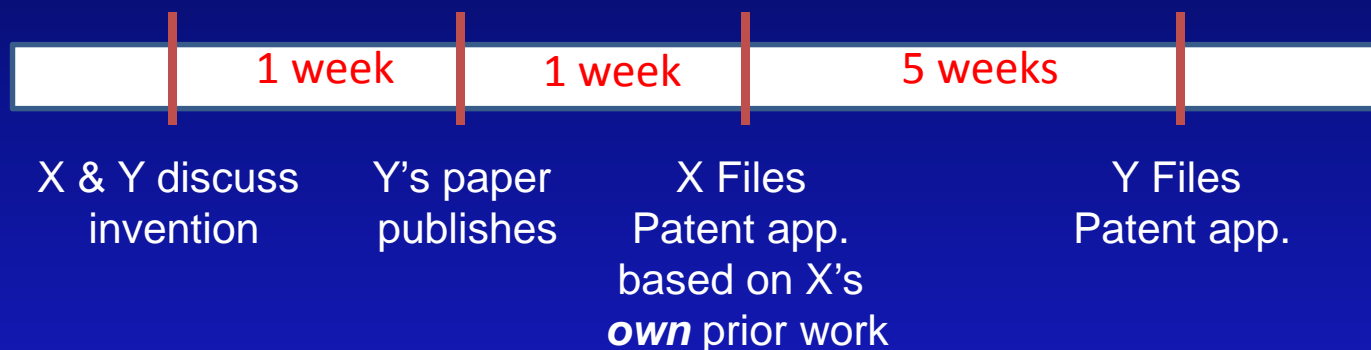 1 week
1 week
5 weeks
X & Y discuss
invention
Y’s paper
publishes
X Files
Patent app.
based on X’s
own prior work
Y Files
Patent app.